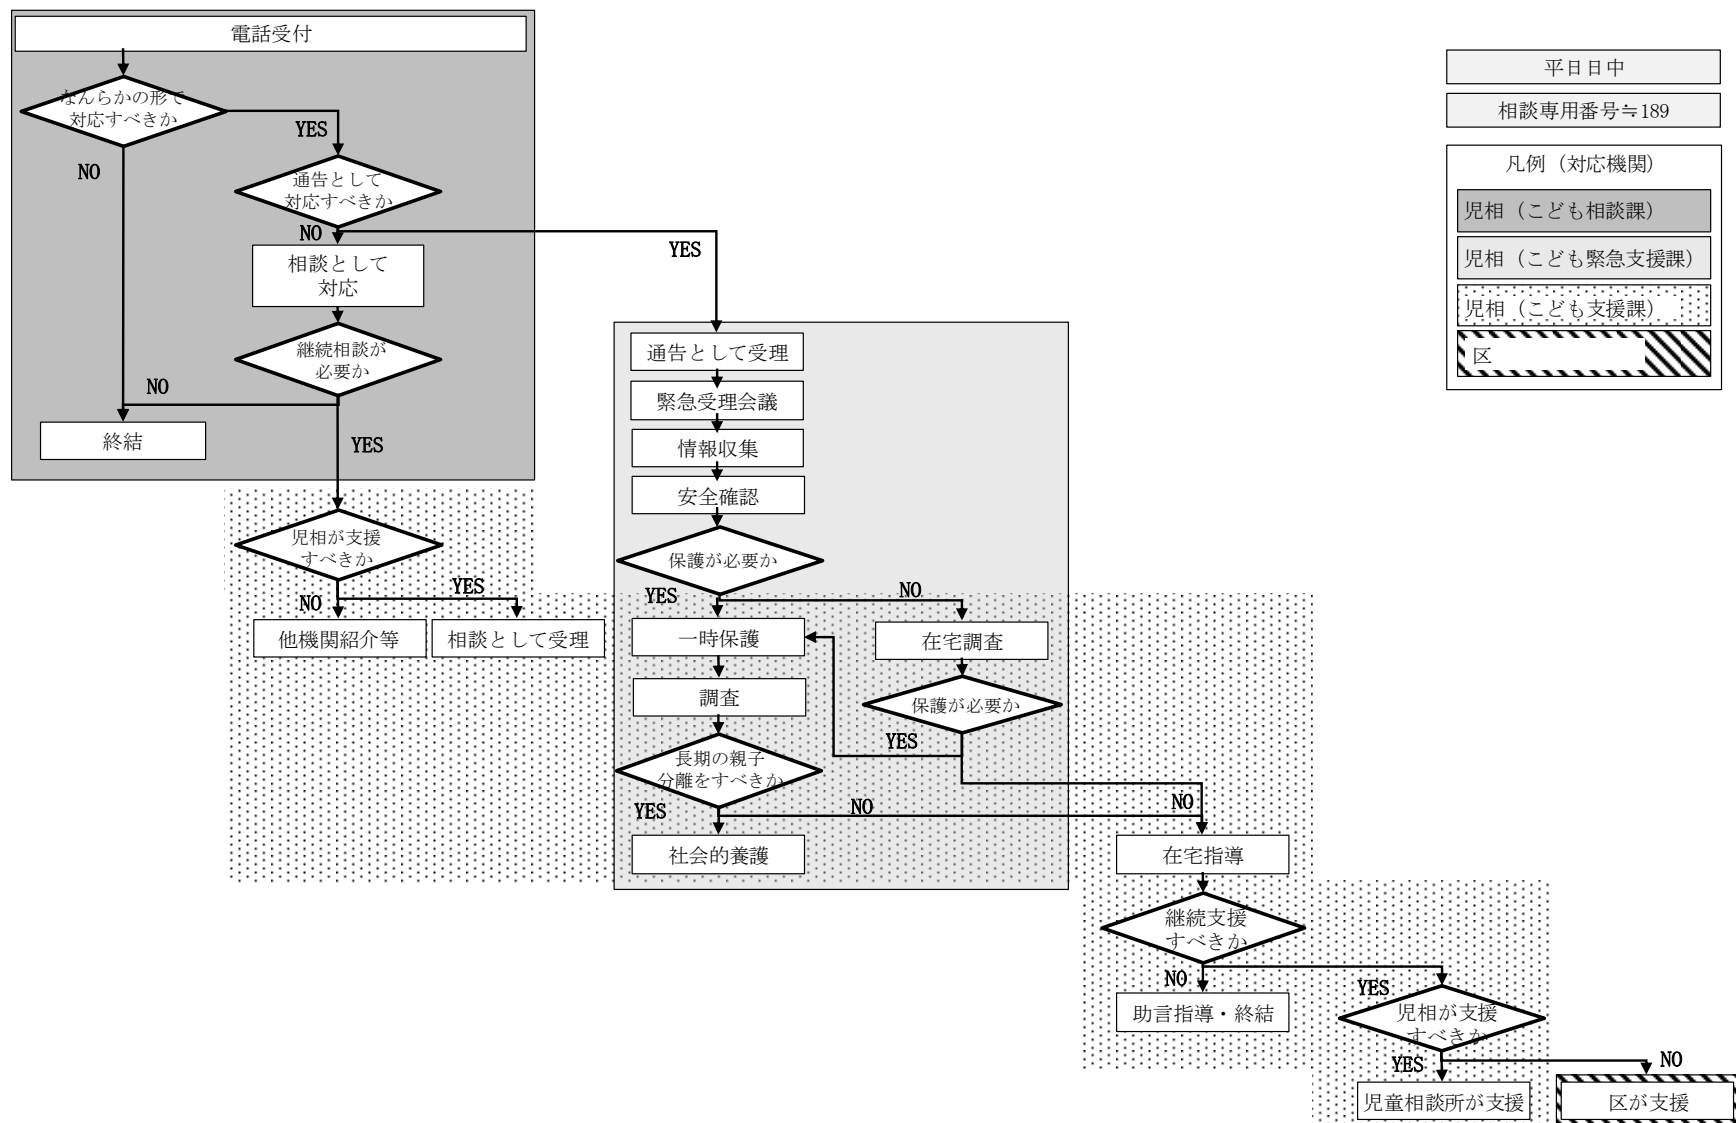 電話受付
なんらかの形で
対応すべきか
YES
NO
通告として
対応すべきか
NO
YES
相談として
対応
継続相談が
必要か
NO
YES
終結
児相が支援
すべきか
NO
YES
他機関紹介等
相談として受理
通告として受理
緊急受理会議
情報収集
安全確認
保護が必要か
YES
NO
一時保護
在宅調査
調査
保護が必要か
YES
NO
長期の親子
分離をすべきか
YES
NO
社会的養護
在宅指導
継続支援
すべきか
NO
YES
助言指導・終結
児相が支援
すべきか
YES
NO
児童相談所が支援
区が支援
平日日中
相談専用番号≒189
凡例（対応機関）
児相（こども相談課）
児相（こども緊急支援課）
児相（こども支援課）
区